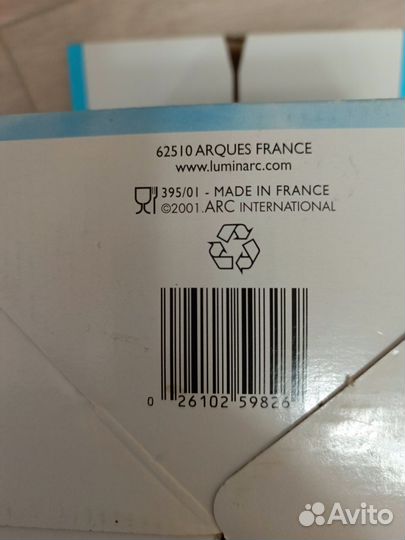 62510 ARQUES FRANCE
www.luminarc.com
395/01 - MADE IN FRANCE
©2001.ARC INTERNATIONAL
0 26102 59826
Avito